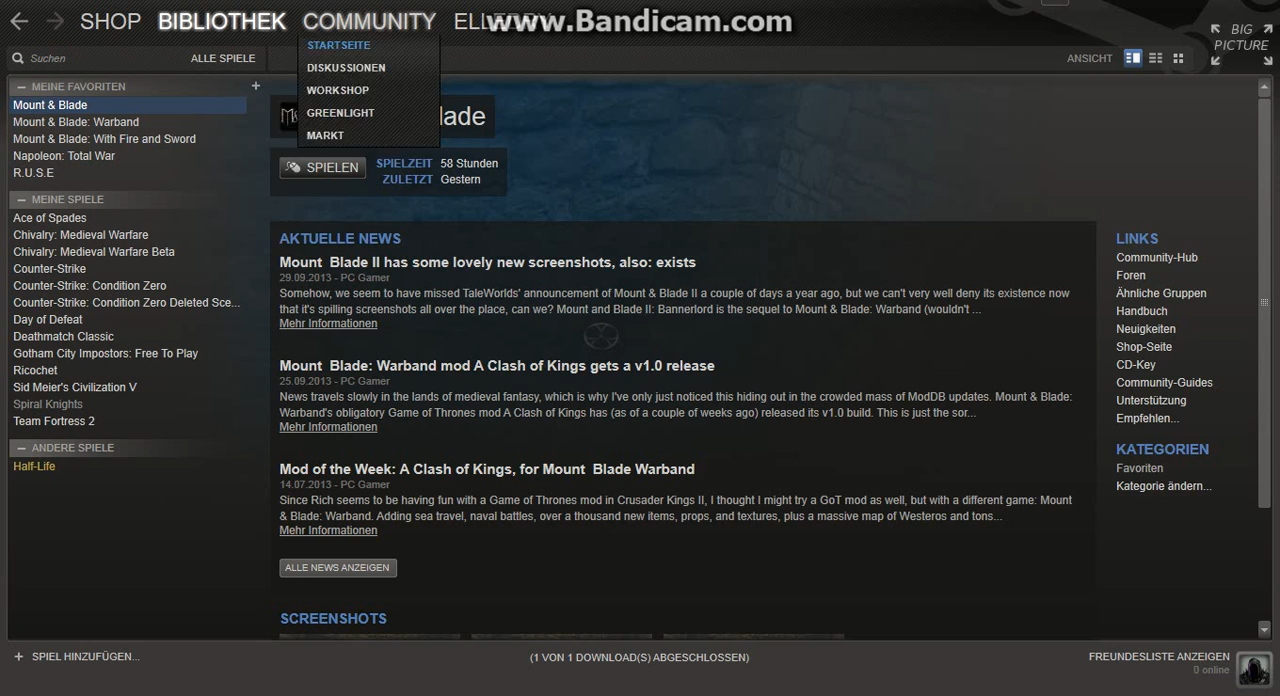 SHOP BIBLIOTHEK COMMUNITY
www.Bandicam.com
BIG
PICTURE
Suchen
ALLE SPIELE
ANSICHT
STARTSEITE
DISKUSSIONEN
WORKSHOP
GREENLIGHT
MARKT
— MEINE FAVORITEN +
Mount & Blade
Mount & Blade: Warband
Mount & Blade: With Fire and Sword
Napoleon: Total War
R.U.S.E
— MEINE SPIELE
Ace of Spades
Chivalry: Medieval Warfare
Chivalry: Medieval Warfare Beta
Counter-Strike
Counter-Strike: Condition Zero
Counter-Strike: Condition Zero Deleted Sce...
Day of Defeat
Deathmatch Classic
Gotham City Impostors: Free To Play
Ricochet
Sid Meier's Civilization V
Spiral Knights
Team Fortress 2
— ANDERE SPIELE
Half-Life
lade
SPIELEN
SPIELZEIT 58 Stunden
ZULETZT Gestern
AKTUELLE NEWS
Mount Blade II has some lovely new screenshots, also: exists
29.09.2013 - PC Gamer
Somehow, we seem to have missed TaleWorlds' announcement of Mount & Blade II a couple of days a year ago, but we can't very well deny its existence now
that it's spilling screenshots all over the place, can we? Mount and Blade II: Bannerlord is the sequel to Mount & Blade: Warband (wouldn't ...
Mehr Informationen
Mount Blade: Warband mod A Clash of Kings gets a v1.0 release
25.09.2013 - PC Gamer
News travels slowly in the lands of medieval fantasy, which is why I've only just noticed this hiding out in the crowded mass of ModDB updates. Mount & Blade:
Warband's obligatory Game of Thrones mod A Clash of Kings has (as of a couple of weeks ago) released its v1.0 build. This is just the sor...
Mehr Informationen
Mod of the Week: A Clash of Kings, for Mount Blade Warband
14.07.2013 - PC Gamer
Since Rich seems to be having fun with a Game of Thrones mod in Crusader Kings II, I thought I might try a GoT mod as well, but with a different game: Mount
& Blade: Warband. Adding sea travel, naval battles, over a thousand new items, props, and textures, plus a massive map of Westeros and tons...
Mehr Informationen
ALLE NEWS ANZEIGEN
SCREENSHOTS
LINKS
Community-Hub
Foren
Ähnliche Gruppen
Handbuch
Neuigkeiten
Shop-Seite
CD-Key
Community-Guides
Unterstützung
Empfehlen...
KATEGORIEN
Favoriten
Kategorie ändern...
+ SPIEL HINZUFÜGEN...
(1 VON 1 DOWNLOAD(S) ABGESCHLOSSEN)
FREUNDESLISTE ANZEIGEN
0 online